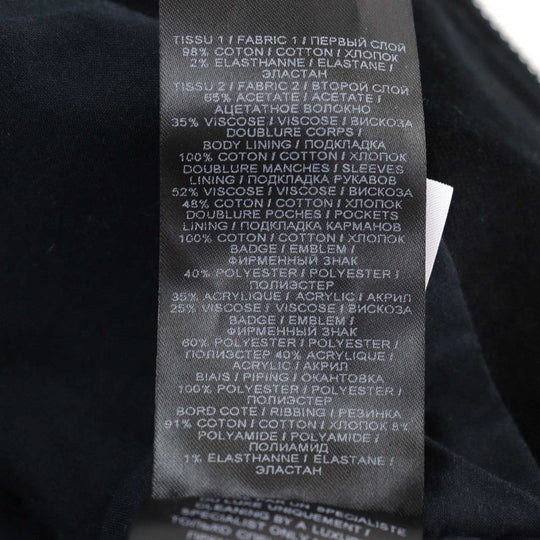 TISSU 1 / FABRIC 1 / ПЕРВЫЙ СЛОЙ
98% COTON / COTTON / ХЛОПОК
2% ELASTHANNE / ELASTANE /
ЭЛАСТАН
TISSU 2 / FABRIC 2 / ВТОРОЙ СЛОЙ
65% ACETATE / ACETATE /
АЦЕТАТНОЕ ВОЛОКНО
35% VISCOSE / VISCOSE / ВИСКОЗА
DOUBLURE CORPS /
BODY LINING / ПОДКЛАДКА
100% COTON / COTTON / ХЛОПОК
DOUBLURE MANCHES / SLEEVES
LINING / ПОДКЛАДКА РУКАВОВ
52% VISCOSE / VISCOSE / ВИСКОЗА
48% COTON / COTTON / ХЛОПОК
DOUBLURE POCHES / POCKETS
LINING / ПОДКЛАДКА КАРМАНОВ
100% COTON / COTTON / ХЛОПОК
BADGE / EMBLEM /
ФИРМЕННЫЙ ЗНАК
40% POLYESTER / POLYESTER /
ПОЛИЭСТЕР
35% ACRYLIQUE / ACRYLIC / АКРИЛ
25% VISCOSE / VISCOSE / ВИСКОЗА
BADGE / EMBLEM /
ФИРМЕННЫЙ ЗНАК
60% POLYESTER / POLYESTER /
ПОЛИЭСТЕР 40% ACRYLIQUE /
ACRYLIC / АКРИЛ
BIAIS / PIPING / ОКАНТОВКА
100% POLYESTER / POLYESTER /
ПОЛИЭСТЕР
BORD COTE / RIBBING / РЕЗИНКА
91% COTON / COTTON / ХЛОПОК 8%
POLYAMIDE / POLYAMIDE /
ПОЛИАМИД
1% ELASTHANNE / ELASTANE /
ЭЛАСТАН
UN
LUXE UNIQUEMENT
CLEANING BY A LUXE
SPECIALIST ONLY
ТОЛЬКО